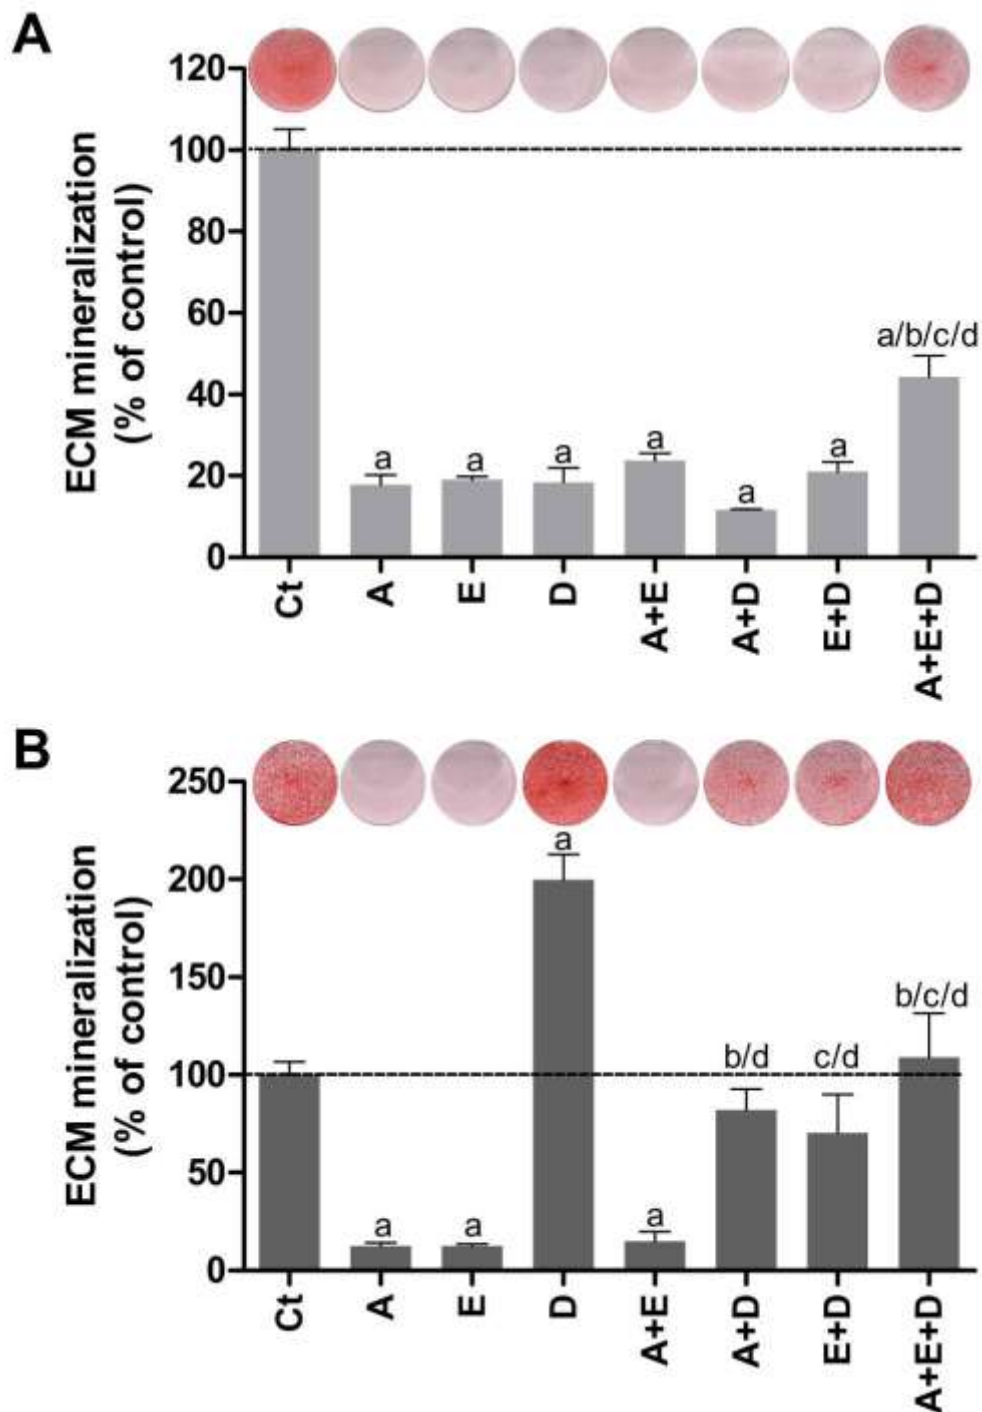 A
ECM mineralization
(% of control)
120
100
80
60
40
20
0
a
a
a
a
a
a
a/b/c/d
Ct
A
E
D
A+E
A+D
E+D
A+E+D
B
ECM mineralization
(% of control)
250
200
150
100
50
0
a
a
a
a
b/d
c/d
b/c/d
Ct
A
E
D
A+E
A+D
E+D
A+E+D